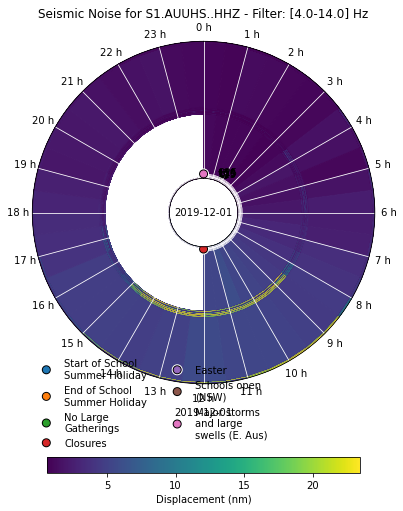 Seismic Noise for S1.AUUHS..HHZ - Filter: [4.0-14.0] Hz
0 h
23 h
1 h
22 h
2 h
21 h
3 h
20 h
4 h
19 h
5 h
2019-12-01
18 h
6 h
17 h
7 h
16 h
8 h
15 h
9 h
14 h
10 h
11 h
12 h
2019-12-01
Start of School
Summer Holiday
End of School
Summer Holiday
No Large
Gatherings
Closures
Easter
Schools open
(NSW)
Major storms
and large
swells (E. Aus)
5
10
15
20
Displacement (nm)